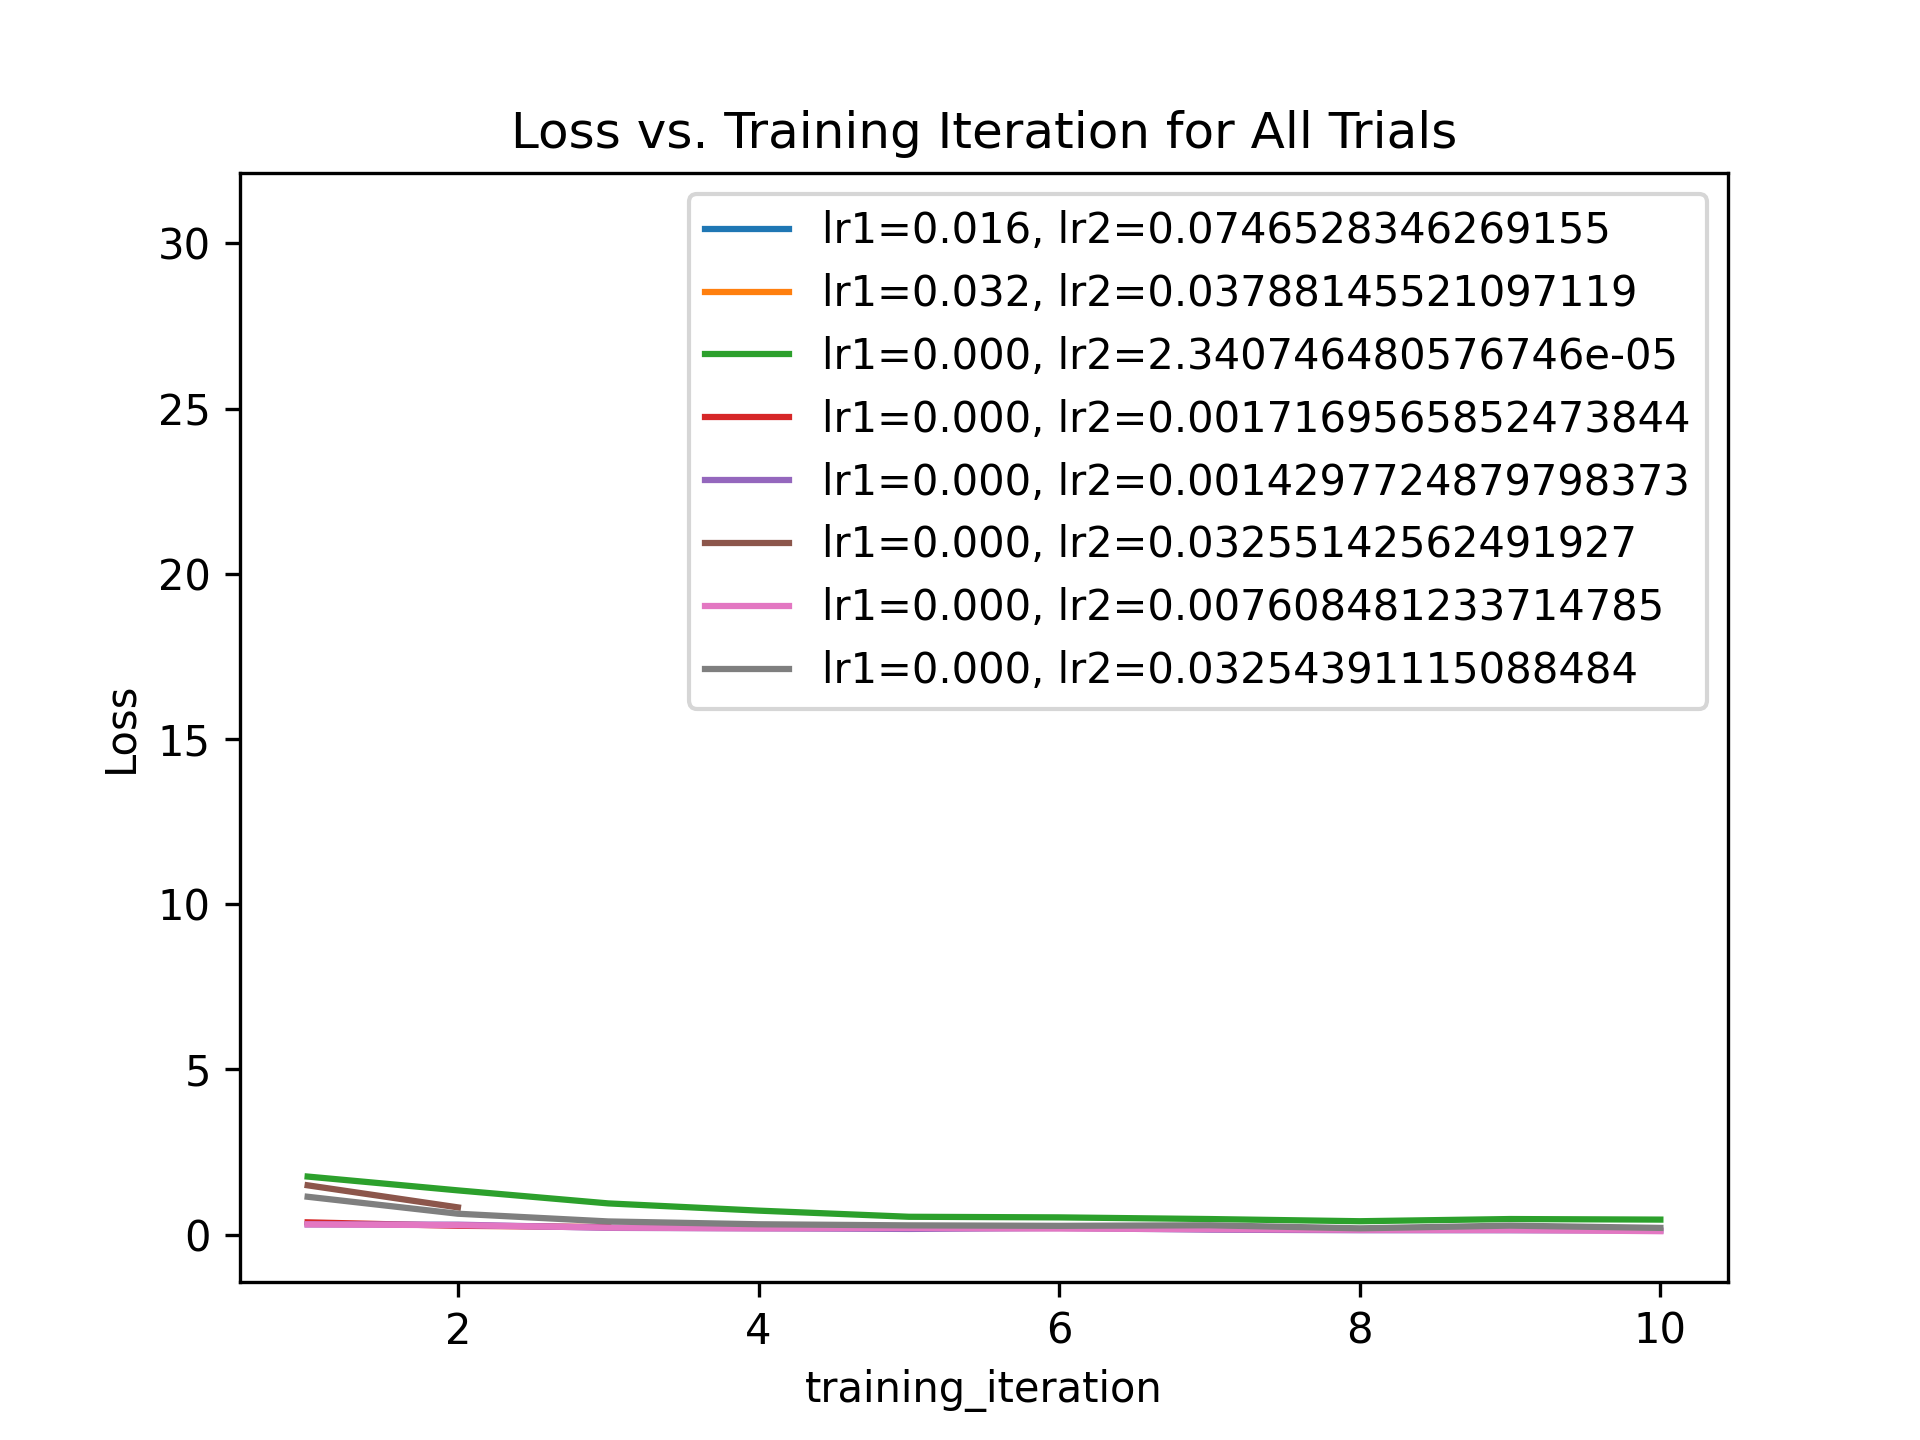 Loss vs. Training Iteration for All Trials
lr1=0.016, lr2=0.0746528346269155
lr1=0.032, lr2=0.03788145521097119
lr1=0.000, lr2=2.340746480576746e-05
lr1=0.000, lr2=0.0017169565852473844
lr1=0.000, lr2=0.0014297724879798373
lr1=0.000, lr2=0.03255142562491927
lr1=0.000, lr2=0.007608481233714785
lr1=0.000, lr2=0.03254391115088484
30
25
20
15
10
5
0
Loss
2 4 6 8 10
training_iteration